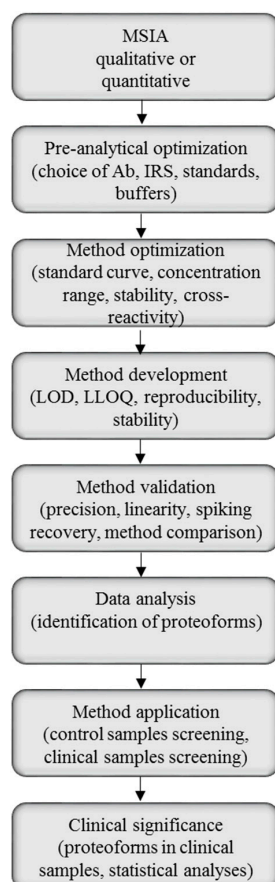 MSIA
qualitative or
quantitative
Pre-analytical optimization
(choice of Ab, IRS, standards,
buffers)
Method optimization
(standard curve, concentration
range, stability, cross-
reactivity)
Method development
(LOD, LLOQ, reproducibility,
stability)
Method validation
(precision, linearity, spiking
recovery, method comparison)
Data analysis
(identification of proteoforms)
Method application
(control samples screening,
clinical samples screening)
Clinical significance
(proteoforms in clinical
samples, statistical analyses)